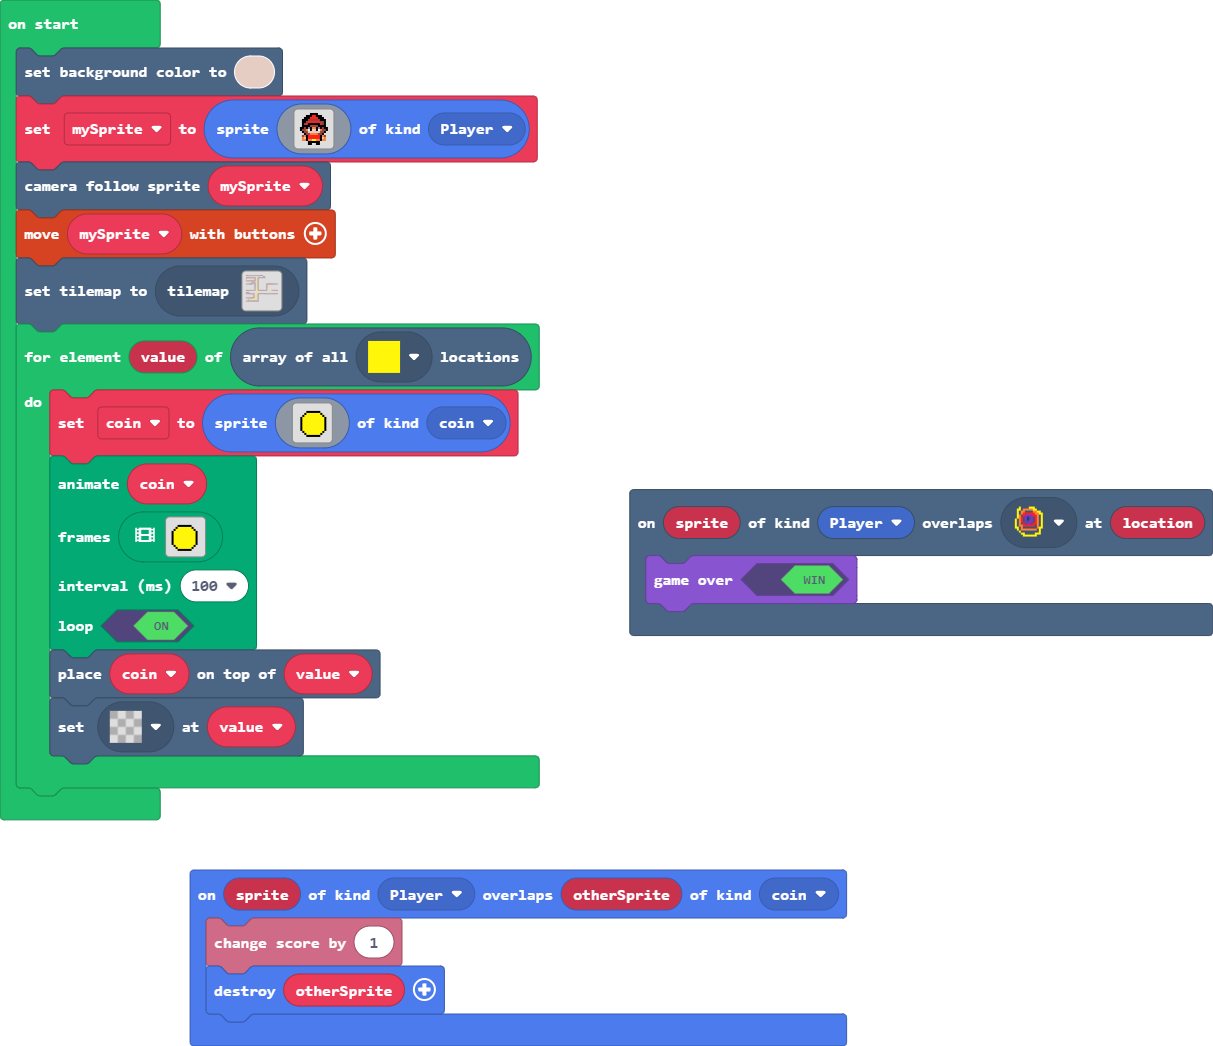 on start
set background color to
set mySprite to sprite of kind Player
camera follow sprite mySprite
move mySprite with buttons
set tilemap to tilemap
for element value of array of all locations
do
set coin to sprite of kind coin
animate coin
frames
interval (ms) 100
loop ON
place coin on top of value
set at value
on sprite of kind Player overlaps at location
game over WIN
on sprite of kind Player overlaps otherSprite of kind coin
change score by 1
destroy otherSprite